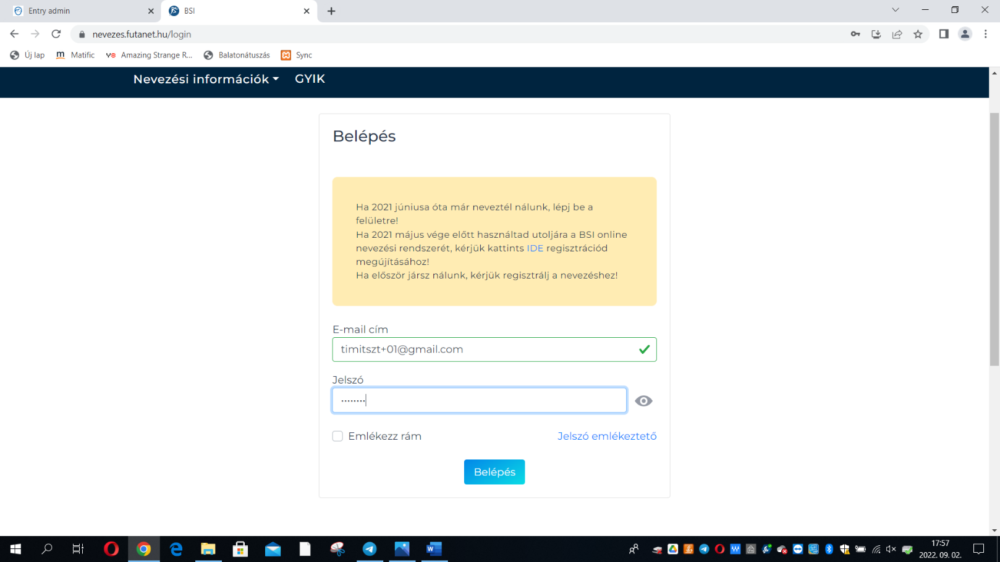 Entry admin
BSI
nevezes.futanet.hu/login
Új lap
Matific
Amazing Strange R...
Balatonátuszás
Sync
Nevezési információk
GYIK
Belépés
Ha 2021 júniusa óta már neveztél nálunk, lépj be a
felületre!
Ha 2021 május vége előtt használtad utoljára a BSI online
nevezési rendszerét, kérjük kattints IDE regisztrációd
megújításához!
Ha először jársz nálunk, kérjük regisztrálj a nevezéshez!
E-mail cím
timitszt+01@gmail.com
Jelszó
........
Emlékezz rám
Jelszó emlékeztető
Belépés
17:57
2022. 09. 02.